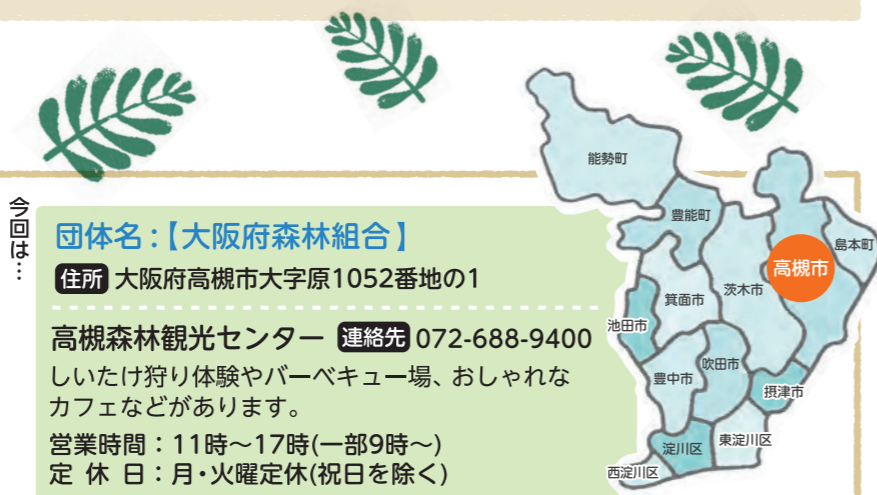 今回は…
団体名：【大阪府森林組合】
住所 大阪府高槻市大字原1052番地の1
高槻森林観光センター 連絡先 072-688-9400
しいたけ狩り体験やバーベキュー場、おしゃれな
カフェなどがあります。
営業時間：11時～17時(一部9時～)
定 休 日：月・火曜定休(祝日を除く)
能勢町
豊能町
島本町
高槻市
茨木市
箕面市
池田市
吹田市
豊中市
摂津市
東淀川区
淀川区
西淀川区